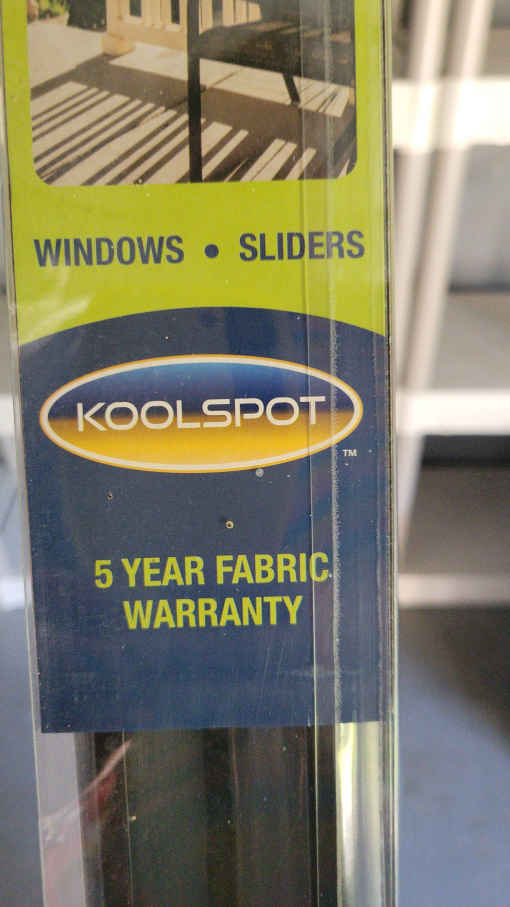 WINDOWS • SLIDERS
KOOLSPOT
™
5 YEAR FABRIC
WARRANTY